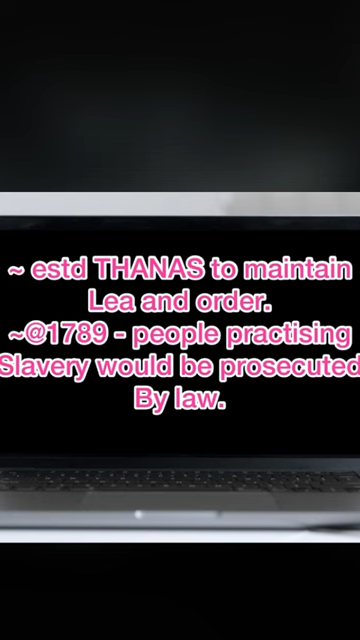 ~ estd THANAS to maintain
Lea and order.
~@1789 - people practising
Slavery would be prosecuted
By law.